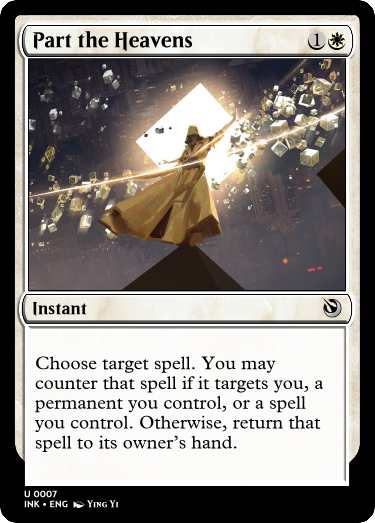 Part the Heavens
1
Instant
Choose target spell. You may
counter that spell if it targets you, a
permanent you control, or a spell
you control. Otherwise, return that
spell to its owner's hand.
U 0007
INK • ENG Ying Yi